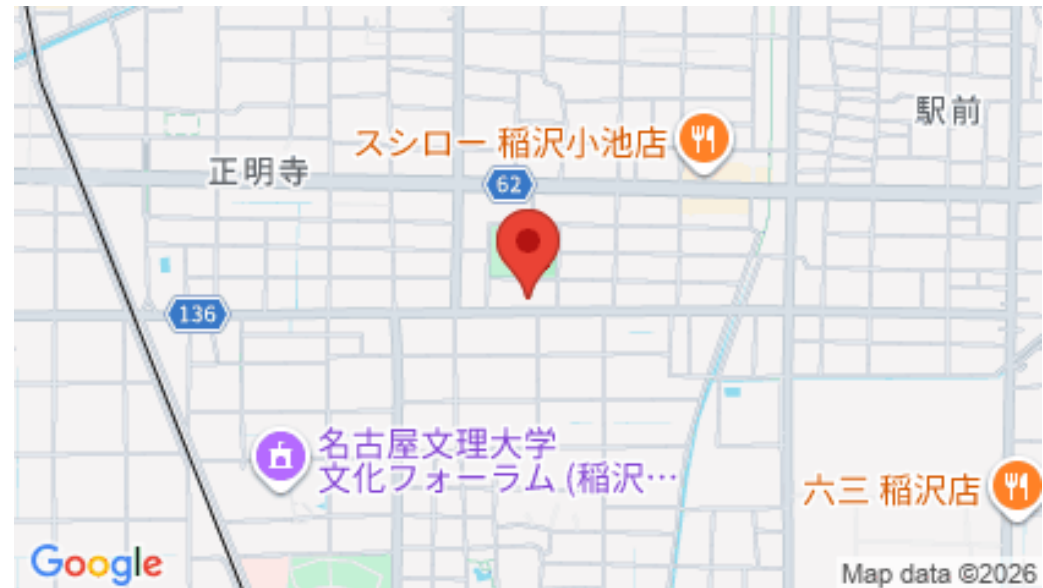 駅前
スシロー 稲沢小池店
正明寺
62
136
名古屋文理大学
文化フォーラム (稲沢…
六三 稲沢店
Google
Map data ©2026